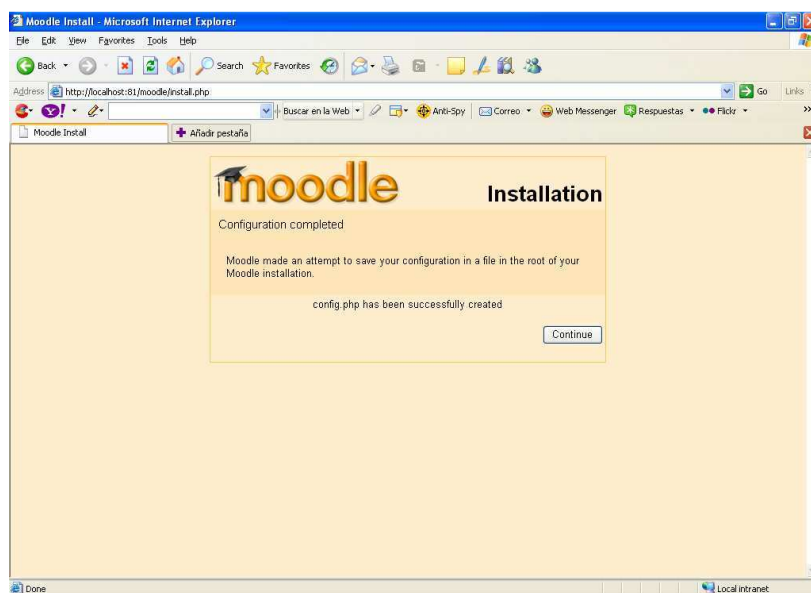 Moodle Install - Microsoft Internet Explorer
File Edit View Favorites Tools Help
Back Search Favorites
Address http://localhost:81/moodle/install.php Go Links
Y! Buscar en la Web Anti-Spy Correo Web Messenger Respuestas Flickr »
Moodle Install Añadir pestaña
moodle Installation
Configuration completed
Moodle made an attempt to save your configuration in a file in the root of your
Moodle installation.
config.php has been successfully created
Continue
Done Local intranet